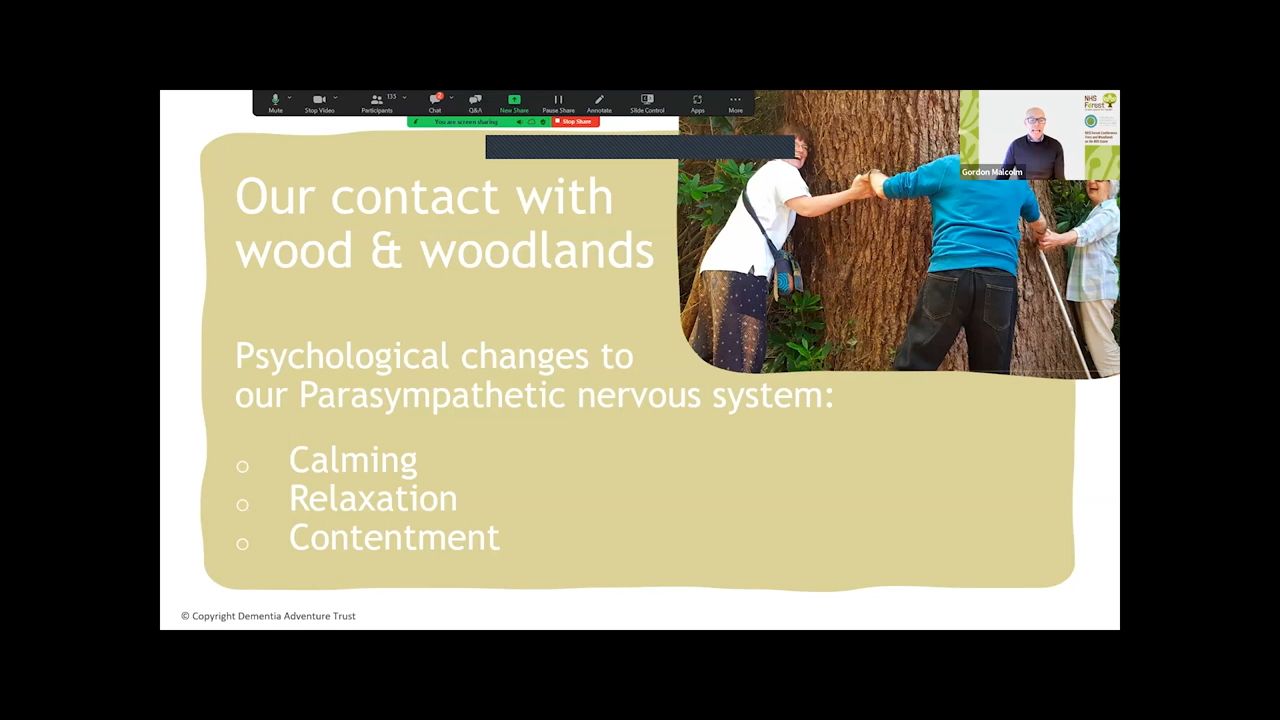 Mute
Stop Video
Participants
135
Chat
2
Q&A
New Share
Pause Share
Annotate
Slide Control
Apps
More
You are screen sharing
Stop Share
NHS
Forest
Gordon Malcolm
Our contact with
wood & woodlands
Psychological changes to
our Parasympathetic nervous system:
o Calming
o Relaxation
o Contentment
© Copyright Dementia Adventure Trust